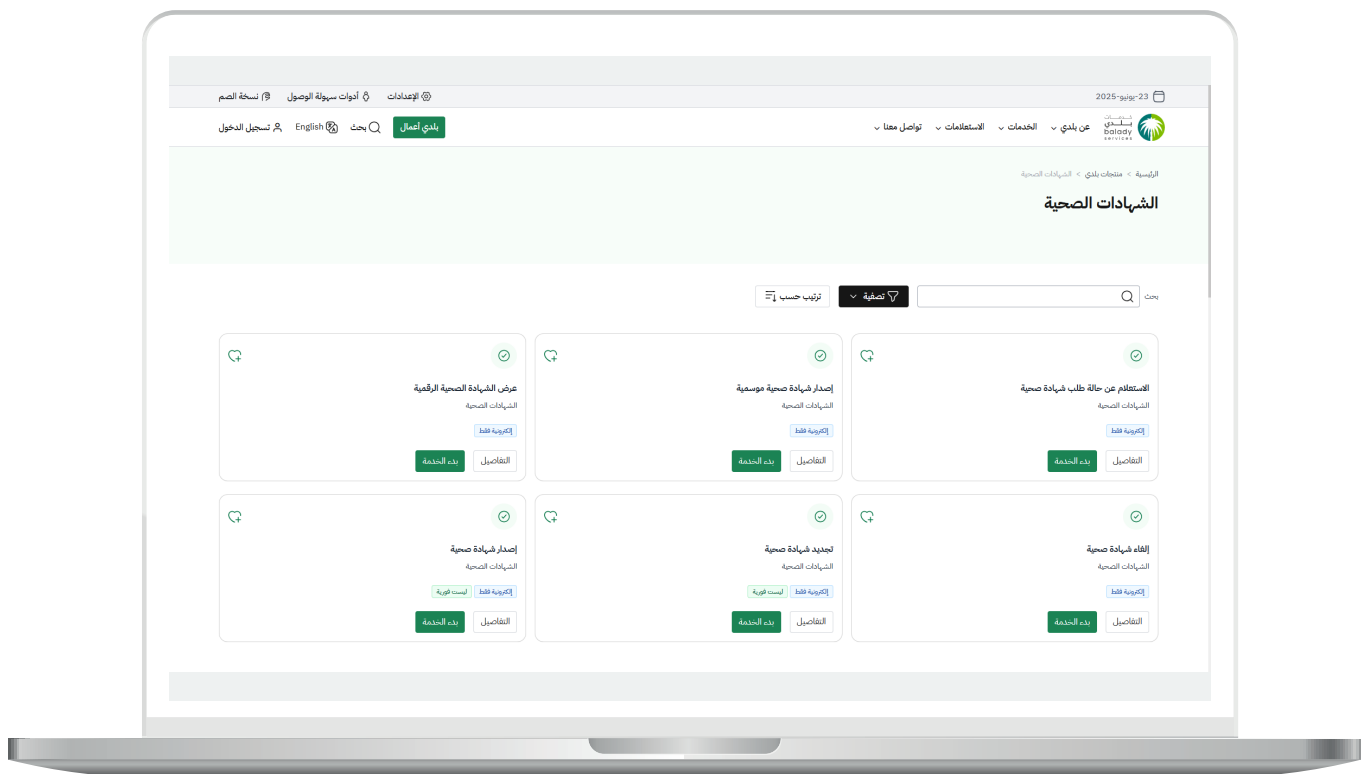 23-يونيو-2025
الإعدادات
أدوات سهولة الوصول
نسخة الصم
خدمات
بلدي
balady
services
عن بلدي
الخدمات
الاستعلامات
تواصل معنا
بلدي أعمال
بحث
English
تسجيل الدخول
الرئيسية > منتجات بلدي > الشهادات الصحية
الشهادات الصحية
بحث
تصفية
ترتيب حسب
الاستعلام عن حالة طلب شهادة صحية
الشهادات الصحية
إلكترونية فقط
التفاصيل
بدء الخدمة
إصدار شهادة صحية موسمية
الشهادات الصحية
إلكترونية فقط
التفاصيل
بدء الخدمة
عرض الشهادة الصحية الرقمية
الشهادات الصحية
إلكترونية فقط
التفاصيل
بدء الخدمة
إلغاء شهادة صحية
الشهادات الصحية
إلكترونية فقط
التفاصيل
بدء الخدمة
تجديد شهادة صحية
الشهادات الصحية
إلكترونية فقط
ليست فورية
التفاصيل
بدء الخدمة
إصدار شهادة صحية
الشهادات الصحية
إلكترونية فقط
ليست فورية
التفاصيل
بدء الخدمة